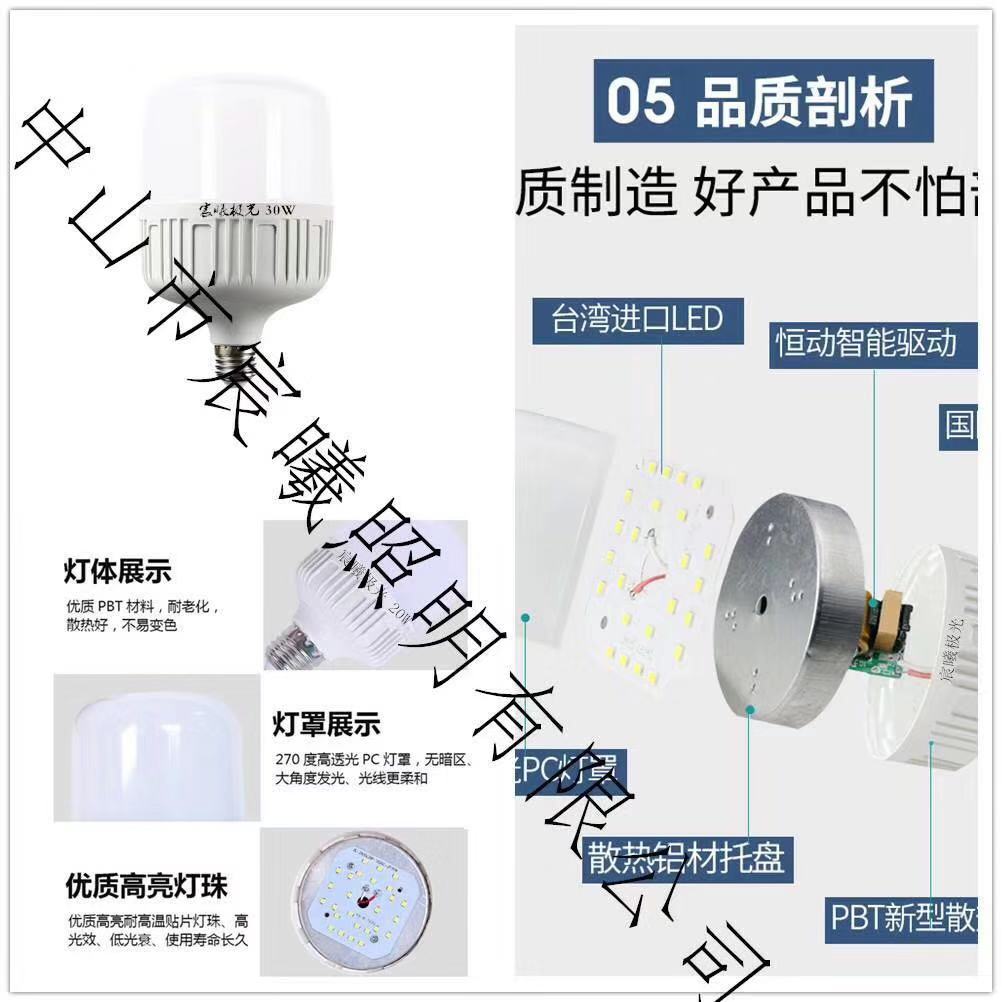 宸曦极光 30W
中山市宸曦照明有限公司
灯体展示
优质 PBT 材料，耐老化，
散热好，不易变色
宸曦极光 20W
灯罩展示
270 度高透光 PC 灯罩，无暗区、
大角度发光、光线更柔和
优质高亮灯珠
优质高亮耐高温贴片灯珠、高
光效、低光衰、使用寿命长久
05 品质剖析
质制造 好产品不怕
台湾进口LED
恒动智能驱动
国
宸曦极光
光PC灯罩
散热铝材托盘
PBT新型散